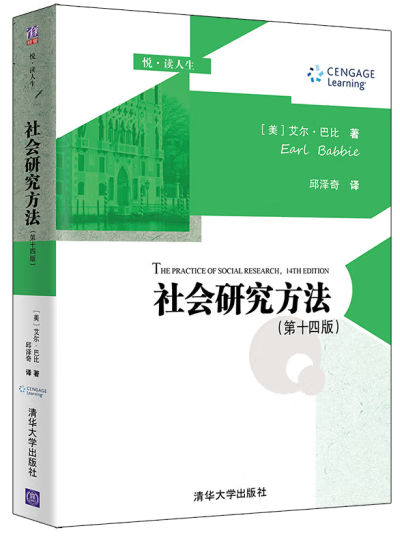 悦·读人生
CENGAGE
Learning®
[美] 艾尔·巴比 著
Earl Babbie
邱泽奇 译
THE PRACTICE OF SOCIAL RESEARCH, 14TH EDITION
社会研究方法
(第十四版)
清华大学出版社
悦·读人生
社会研究方法
(第十四版)
[美] 艾尔·巴比 著
邱泽奇 译
CENGAGE
Learning
清华大学出版社